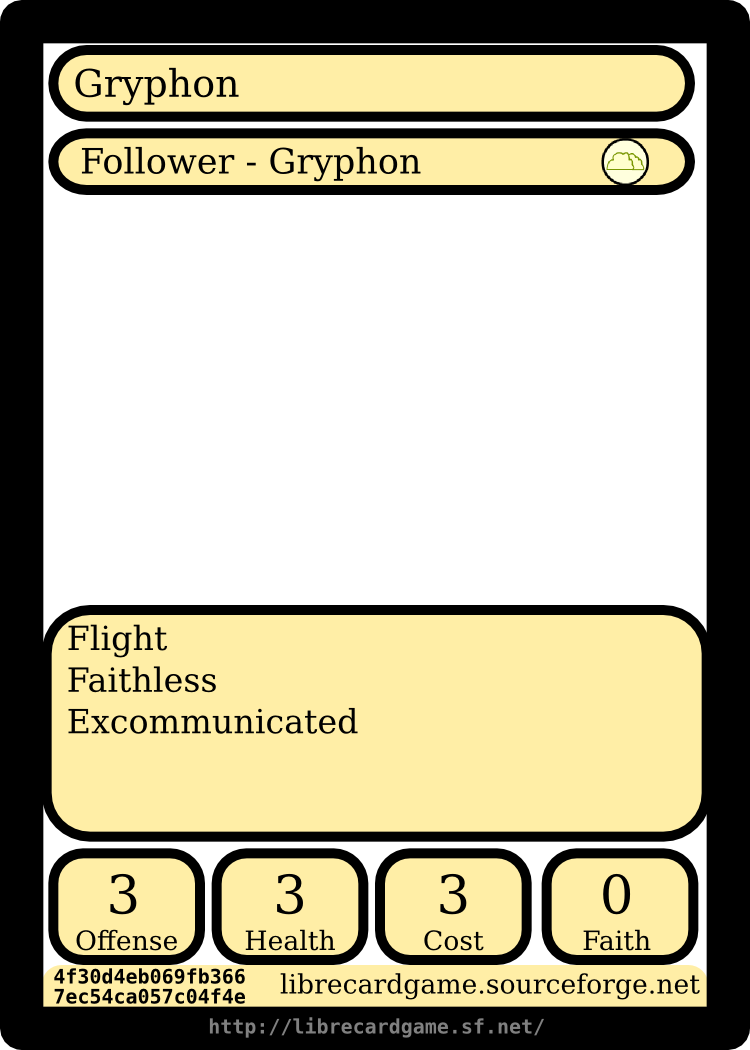 Gryphon
Follower - Gryphon
Flight
Faithless
Excommunicated
3 3 3 0
Offense Health Cost Faith
4f30d4eb069fb366
7ec54ca057c04f4e
librecardgame.sourceforge.net
http://librecardgame.sf.net/